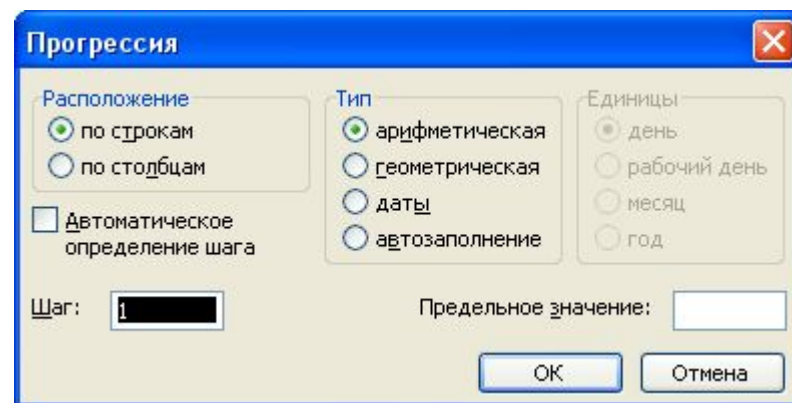 Прогрессия
Расположение
по строкам
по столбцам
Автоматическое
определение шага
Тип
арифметическая
геометрическая
даты
автозаполнение
Единицы
день
рабочий день
месяц
год
Шаг: 1
Предельное значение:
ОК
Отмена